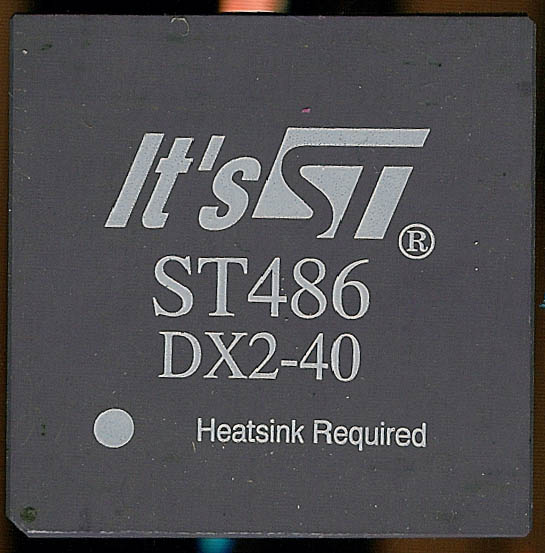 It's ST®
ST486
DX2-40
Heatsink Required